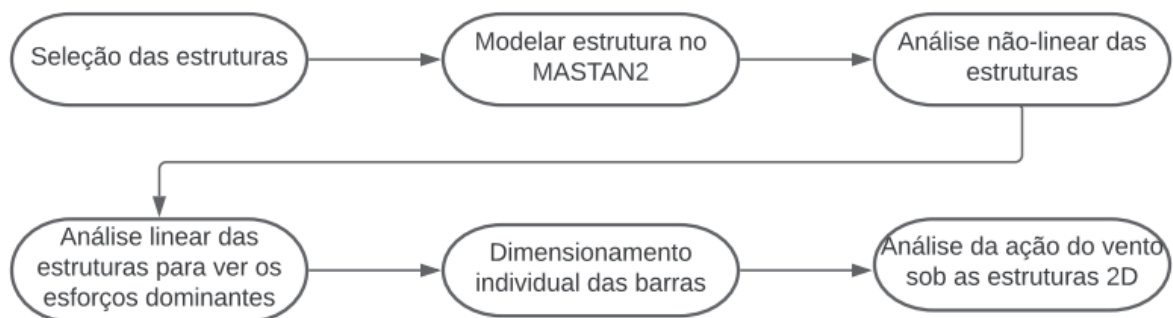 Seleção das estruturas
Modelar estrutura no
MASTAN2
Análise não-linear das
estruturas
Análise linear das
estruturas para ver os
esforços dominantes
Dimensionamento
individual das barras
Análise da ação do vento
sob as estruturas 2D